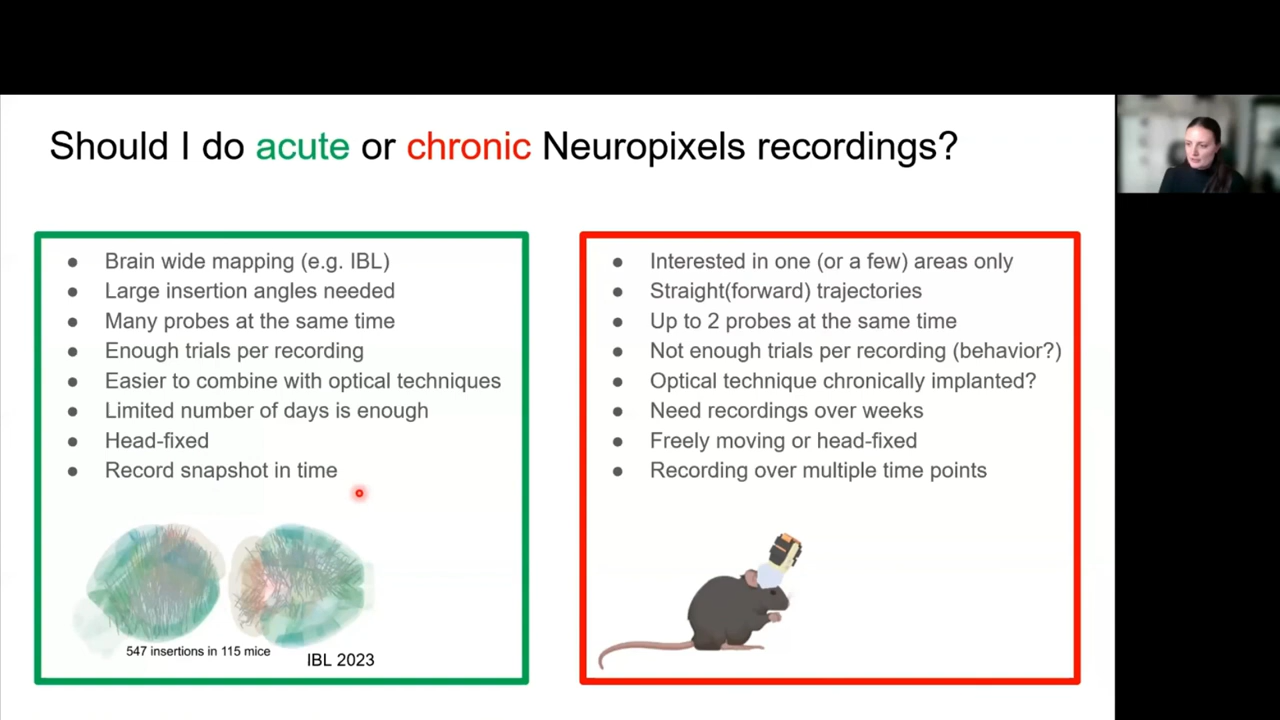 Should I do acute or chronic Neuropixels recordings?
● Brain wide mapping (e.g. IBL)
● Large insertion angles needed
● Many probes at the same time
● Enough trials per recording
● Easier to combine with optical techniques
● Limited number of days is enough
● Head-fixed
● Record snapshot in time
547 insertions in 115 mice
IBL 2023
● Interested in one (or a few) areas only
● Straight(forward) trajectories
● Up to 2 probes at the same time
● Not enough trials per recording (behavior?)
● Optical technique chronically implanted?
● Need recordings over weeks
● Freely moving or head-fixed
● Recording over multiple time points